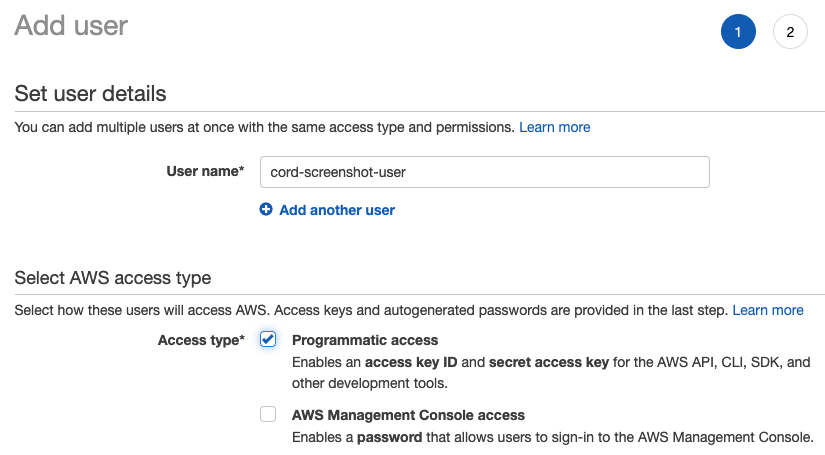 Add user
1 2
Set user details
You can add multiple users at once with the same access type and permissions. Learn more
User name* cord-screenshot-user
Add another user
Select AWS access type
Select how these users will access AWS. Access keys and autogenerated passwords are provided in the last step. Learn more
Access type* Programmatic access
Enables an access key ID and secret access key for the AWS API, CLI, SDK, and
other development tools.
AWS Management Console access
Enables a password that allows users to sign-in to the AWS Management Console.